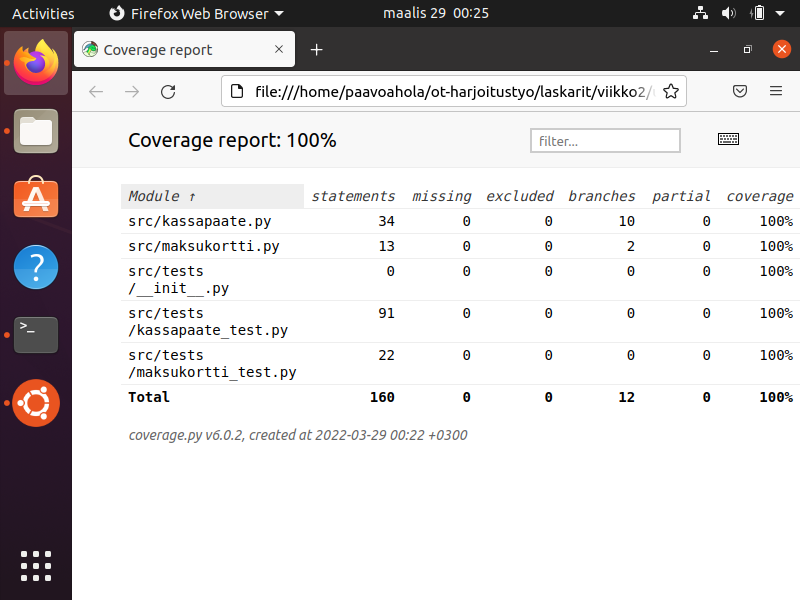 Activities Firefox Web Browser maalis 29 00:25
Coverage report
file:///home/paavoahola/ot-harjoitustyo/laskarit/viikko2/
Coverage report: 100%
filter...
Module ↑ statements missing excluded branches partial coverage
src/kassapaate.py 34 0 0 10 0 100%
src/maksukortti.py 13 0 0 2 0 100%
src/tests 0 0 0 0 0 100%
/__init__.py
src/tests 91 0 0 0 0 100%
/kassapaate_test.py
src/tests 22 0 0 0 0 100%
/maksukortti_test.py
Total 160 0 0 12 0 100%
coverage.py v6.0.2, created at 2022-03-29 00:22 +0300
>_